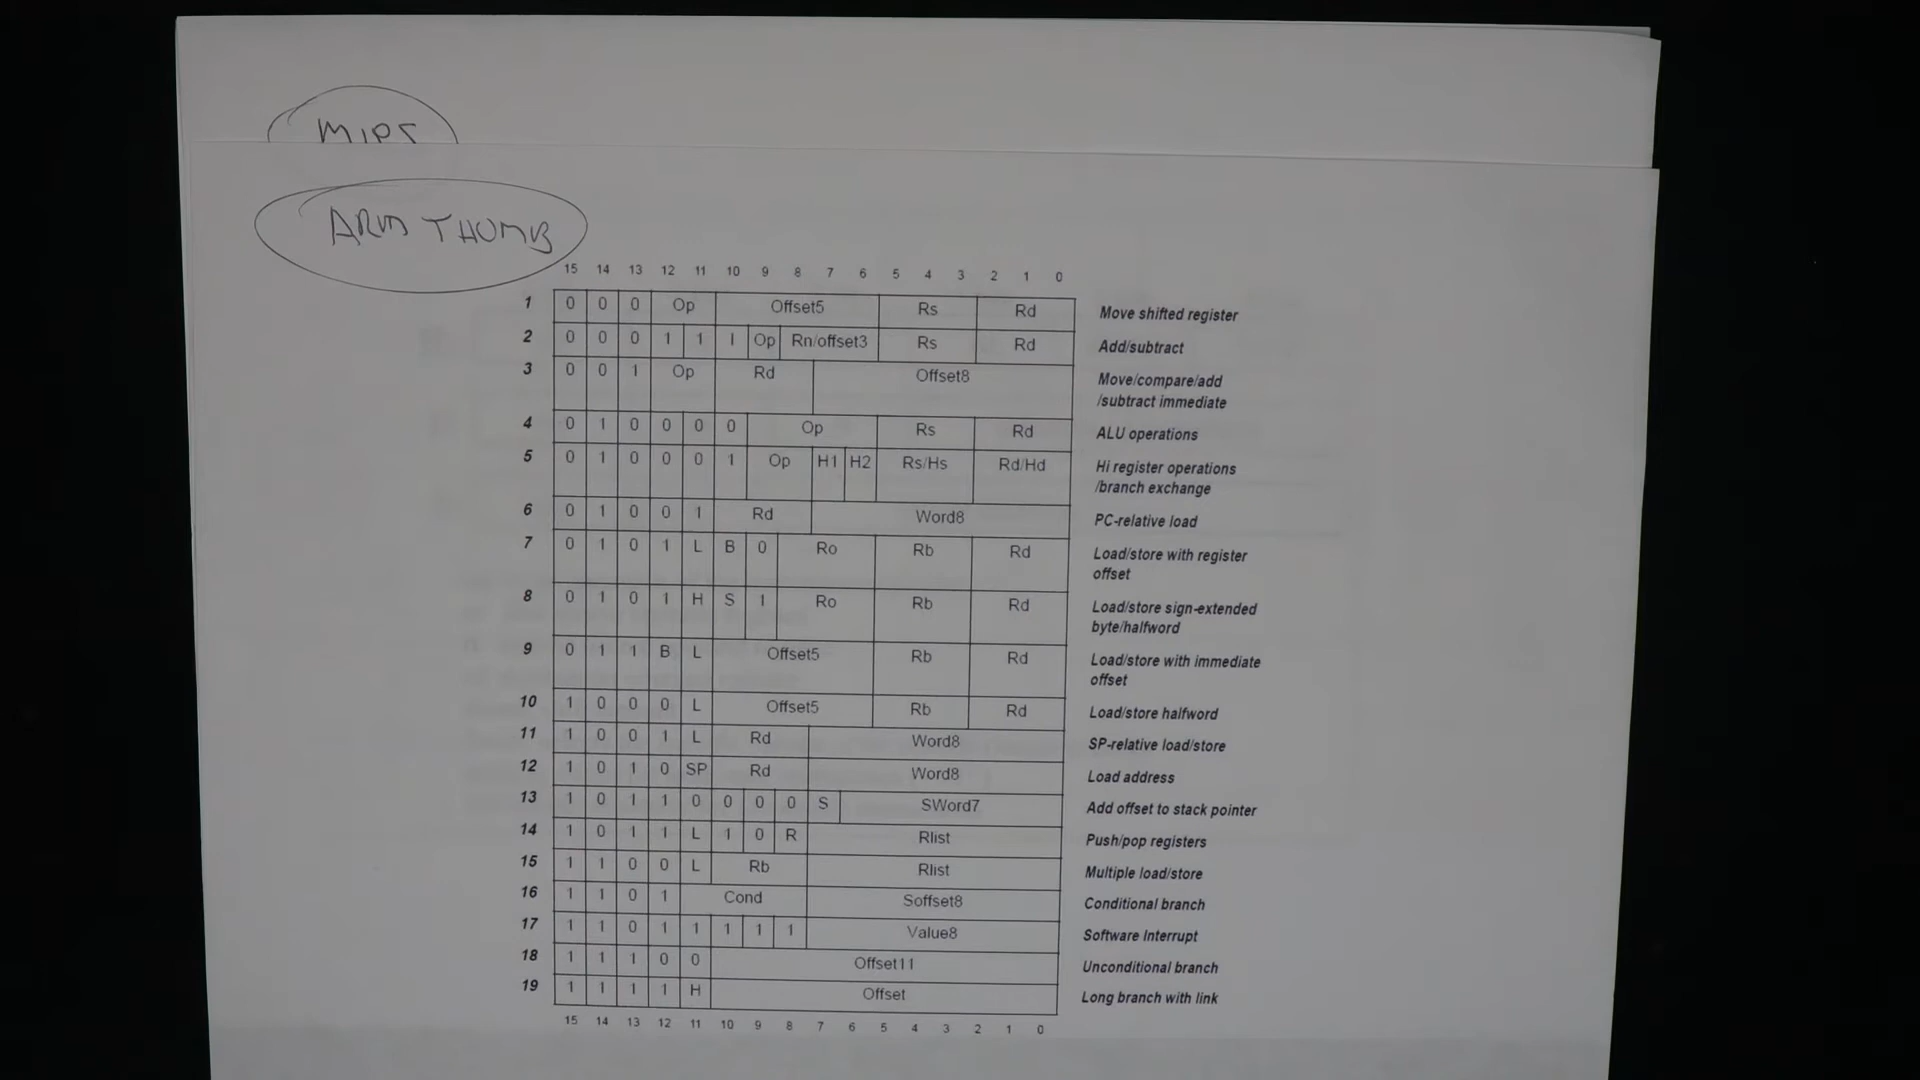 MIPS
ARM THUMB
15 14 13 12 11 10 9 8 7 6 5 4 3 2 1 0
1 0 0 0 Op Offset5 Rs Rd Move shifted register
2 0 0 0 1 1 I Op Rn/offset3 Rs Rd Add/subtract
3 0 0 1 Op Rd Offset8 Move/compare/add
/subtract immediate
4 0 1 0 0 0 0 Op Rs Rd ALU operations
5 0 1 0 0 0 1 Op H1 H2 Rs/Hs Rd/Hd Hi register operations
/branch exchange
6 0 1 0 0 1 Rd Word8 PC-relative load
7 0 1 0 1 L B 0 Ro Rb Rd Load/store with register
offset
8 0 1 0 1 H S 1 Ro Rb Rd Load/store sign-extended
byte/halfword
9 0 1 1 B L Offset5 Rb Rd Load/store with immediate
offset
10 1 0 0 0 L Offset5 Rb Rd Load/store halfword
11 1 0 0 1 L Rd Word8 SP-relative load/store
12 1 0 1 0 SP Rd Word8 Load address
13 1 0 1 1 0 0 0 0 S SWord7 Add offset to stack pointer
14 1 0 1 1 L 1 0 R Rlist Push/pop registers
15 1 1 0 0 L Rb Rlist Multiple load/store
16 1 1 0 1 Cond Soffset8 Conditional branch
17 1 1 0 1 1 1 1 1 Value8 Software Interrupt
18 1 1 1 0 0 Offset11 Unconditional branch
19 1 1 1 1 H Offset Long branch with link
15 14 13 12 11 10 9 8 7 6 5 4 3 2 1 0